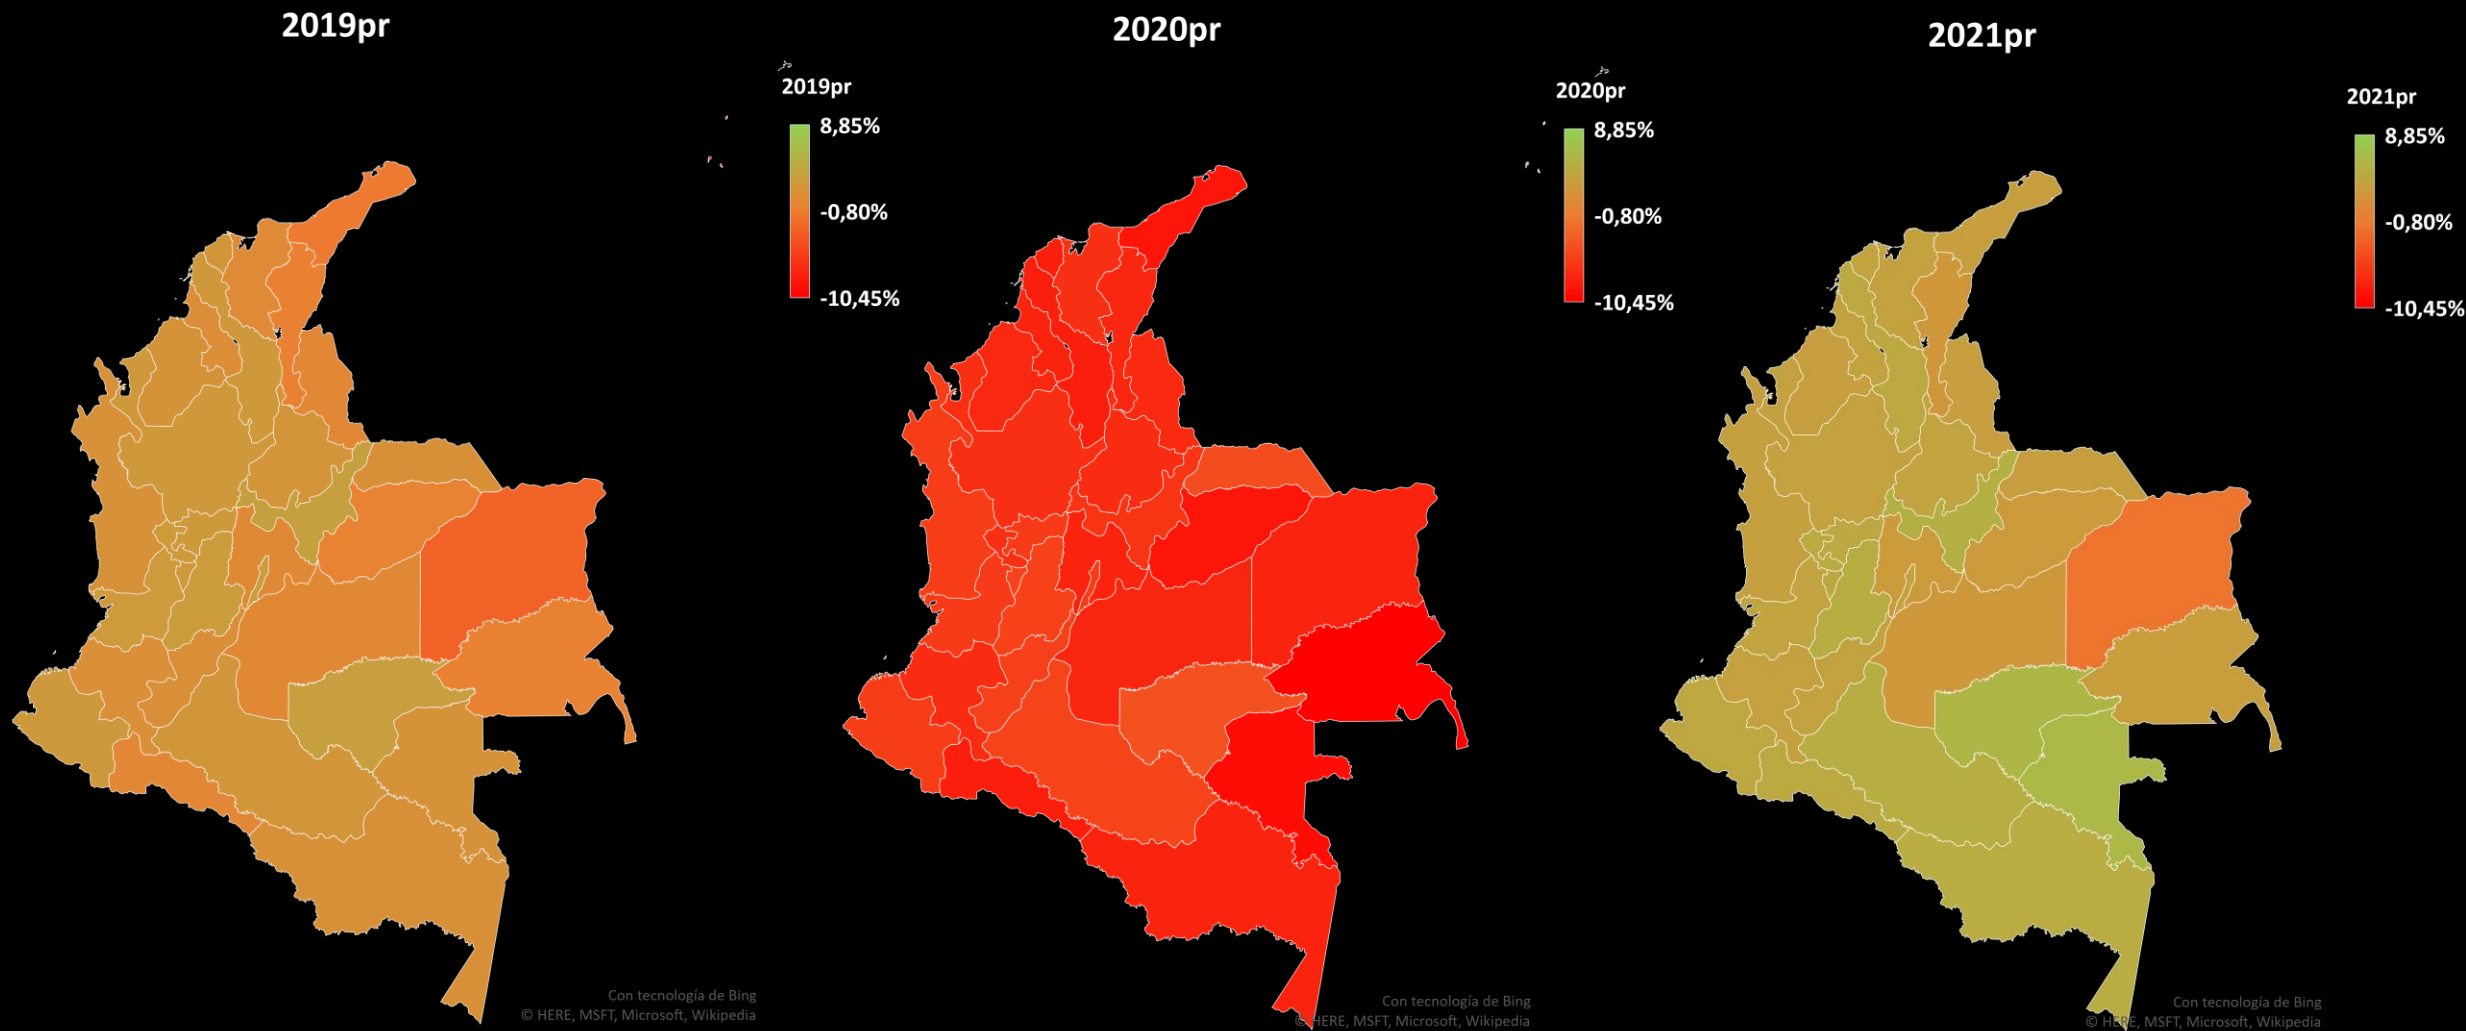 2019pr
2019pr
8,85%
-0,80%
-10,45%
Con tecnología de Bing
© HERE, MSFT, Microsoft, Wikipedia
2020pr
2020pr
8,85%
-0,80%
-10,45%
Con tecnología de Bing
© HERE, MSFT, Microsoft, Wikipedia
2021pr
2021pr
8,85%
-0,80%
-10,45%
Con tecnología de Bing
© HERE, MSFT, Microsoft, Wikipedia